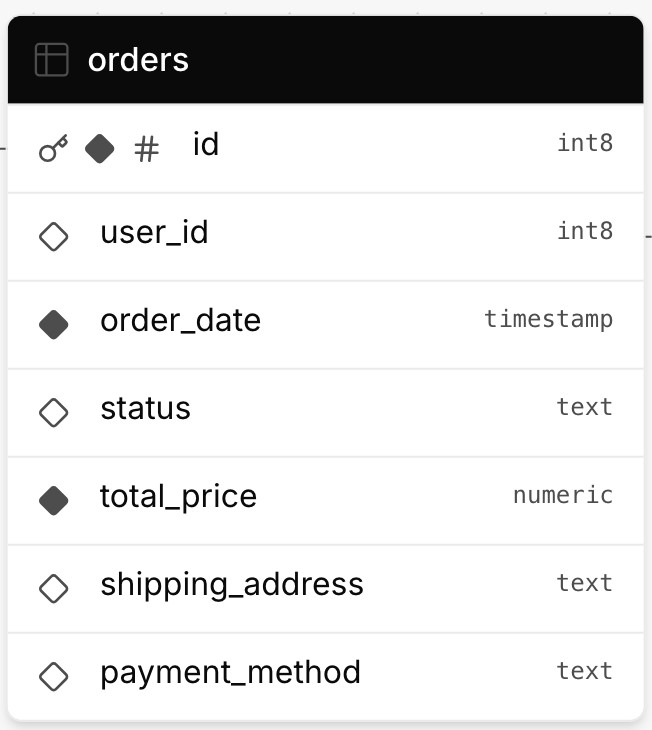 orders
# id int8
user_id int8
order_date timestamp
status text
total_price numeric
shipping_address text
payment_method text